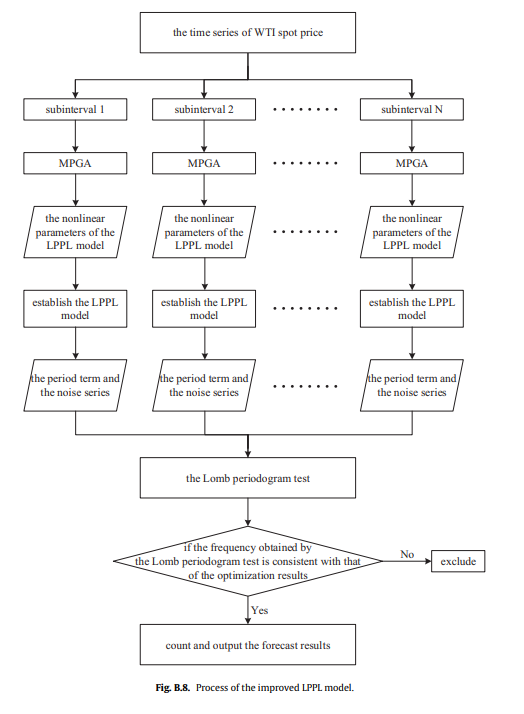 the time series of WTI spot price
subinterval 1
subinterval 2
........
subinterval N
MPGA
MPGA
........
MPGA
the nonlinear
parameters of the
LPPL model
the nonlinear
parameters of the
LPPL model
........
the nonlinear
parameters of the
LPPL model
establish the LPPL
model
establish the LPPL
model
........
establish the LPPL
model
the period term and
the noise series
the period term and
the noise series
........
the period term and
the noise series
the Lomb periodogram test
if the frequency obtained by
the Lomb periodogram test is consistent with that
of the optimization results
No
exclude
Yes
count and output the forecast results
Fig. B.8. Process of the improved LPPL model.